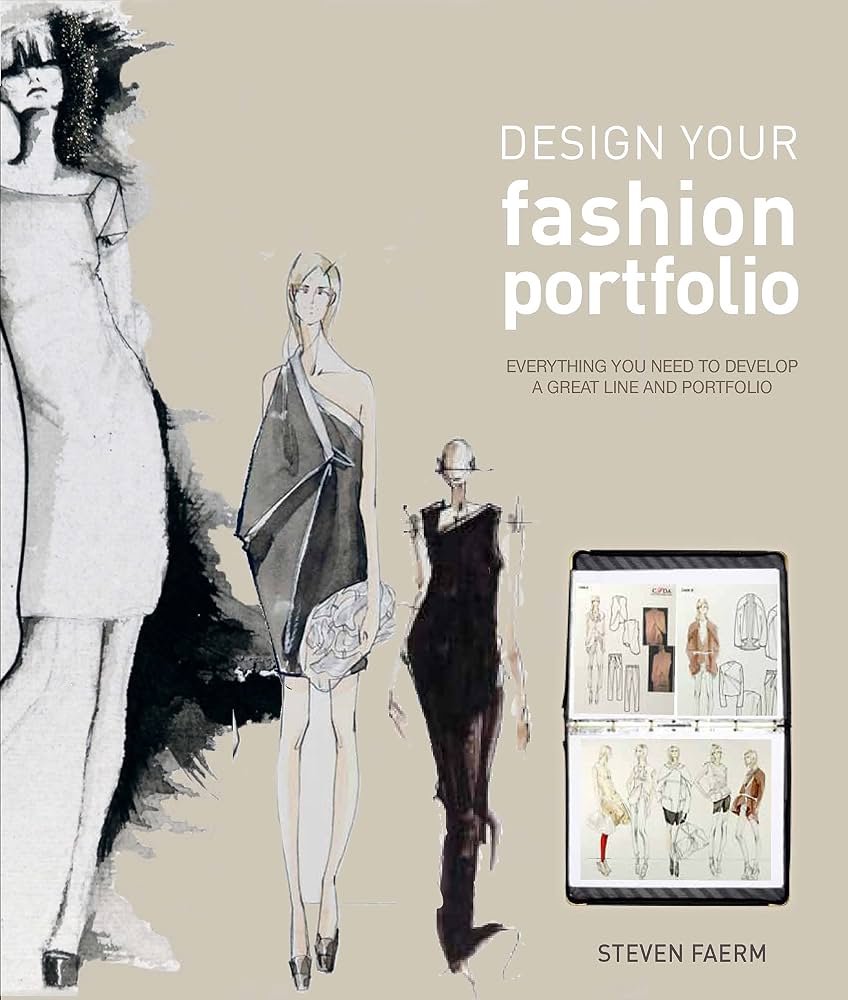 DESIGN YOUR
fashion
portfolio
EVERYTHING YOU NEED TO DEVELOP
A GREAT LINE AND PORTFOLIO
STEVEN FAERM